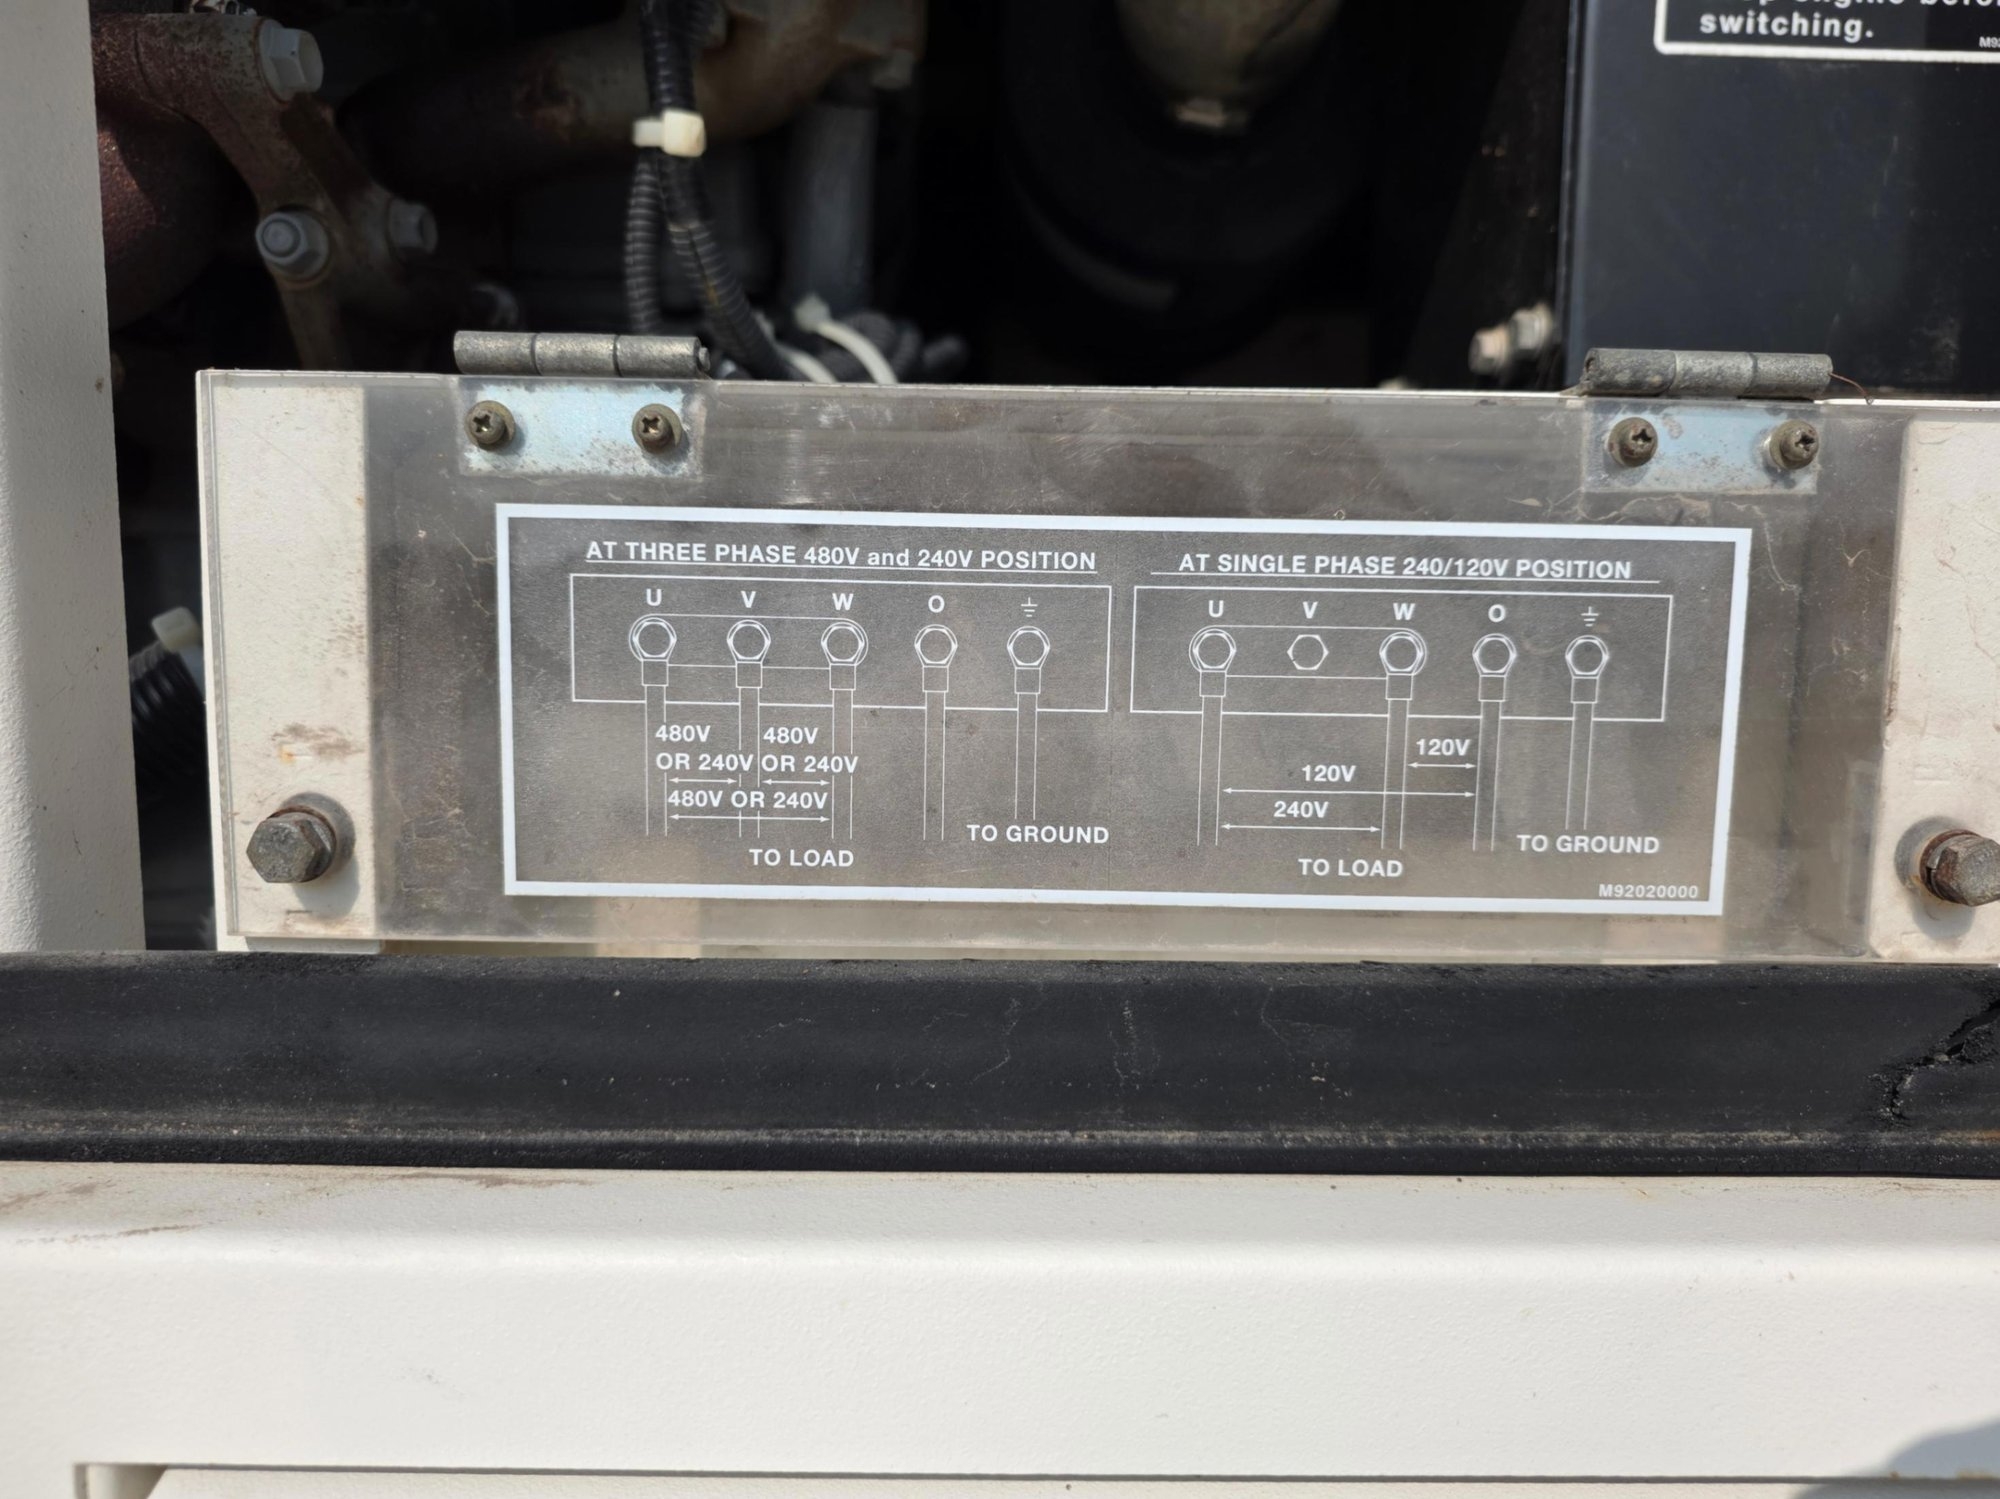 switching.
AT THREE PHASE 480V and 240V POSITION
U V W O
480V 480V
OR 240V OR 240V
480V OR 240V
TO GROUND
TO LOAD
AT SINGLE PHASE 240/120V POSITION
U V W O
120V
120V
240V
TO GROUND
TO LOAD
M92020000